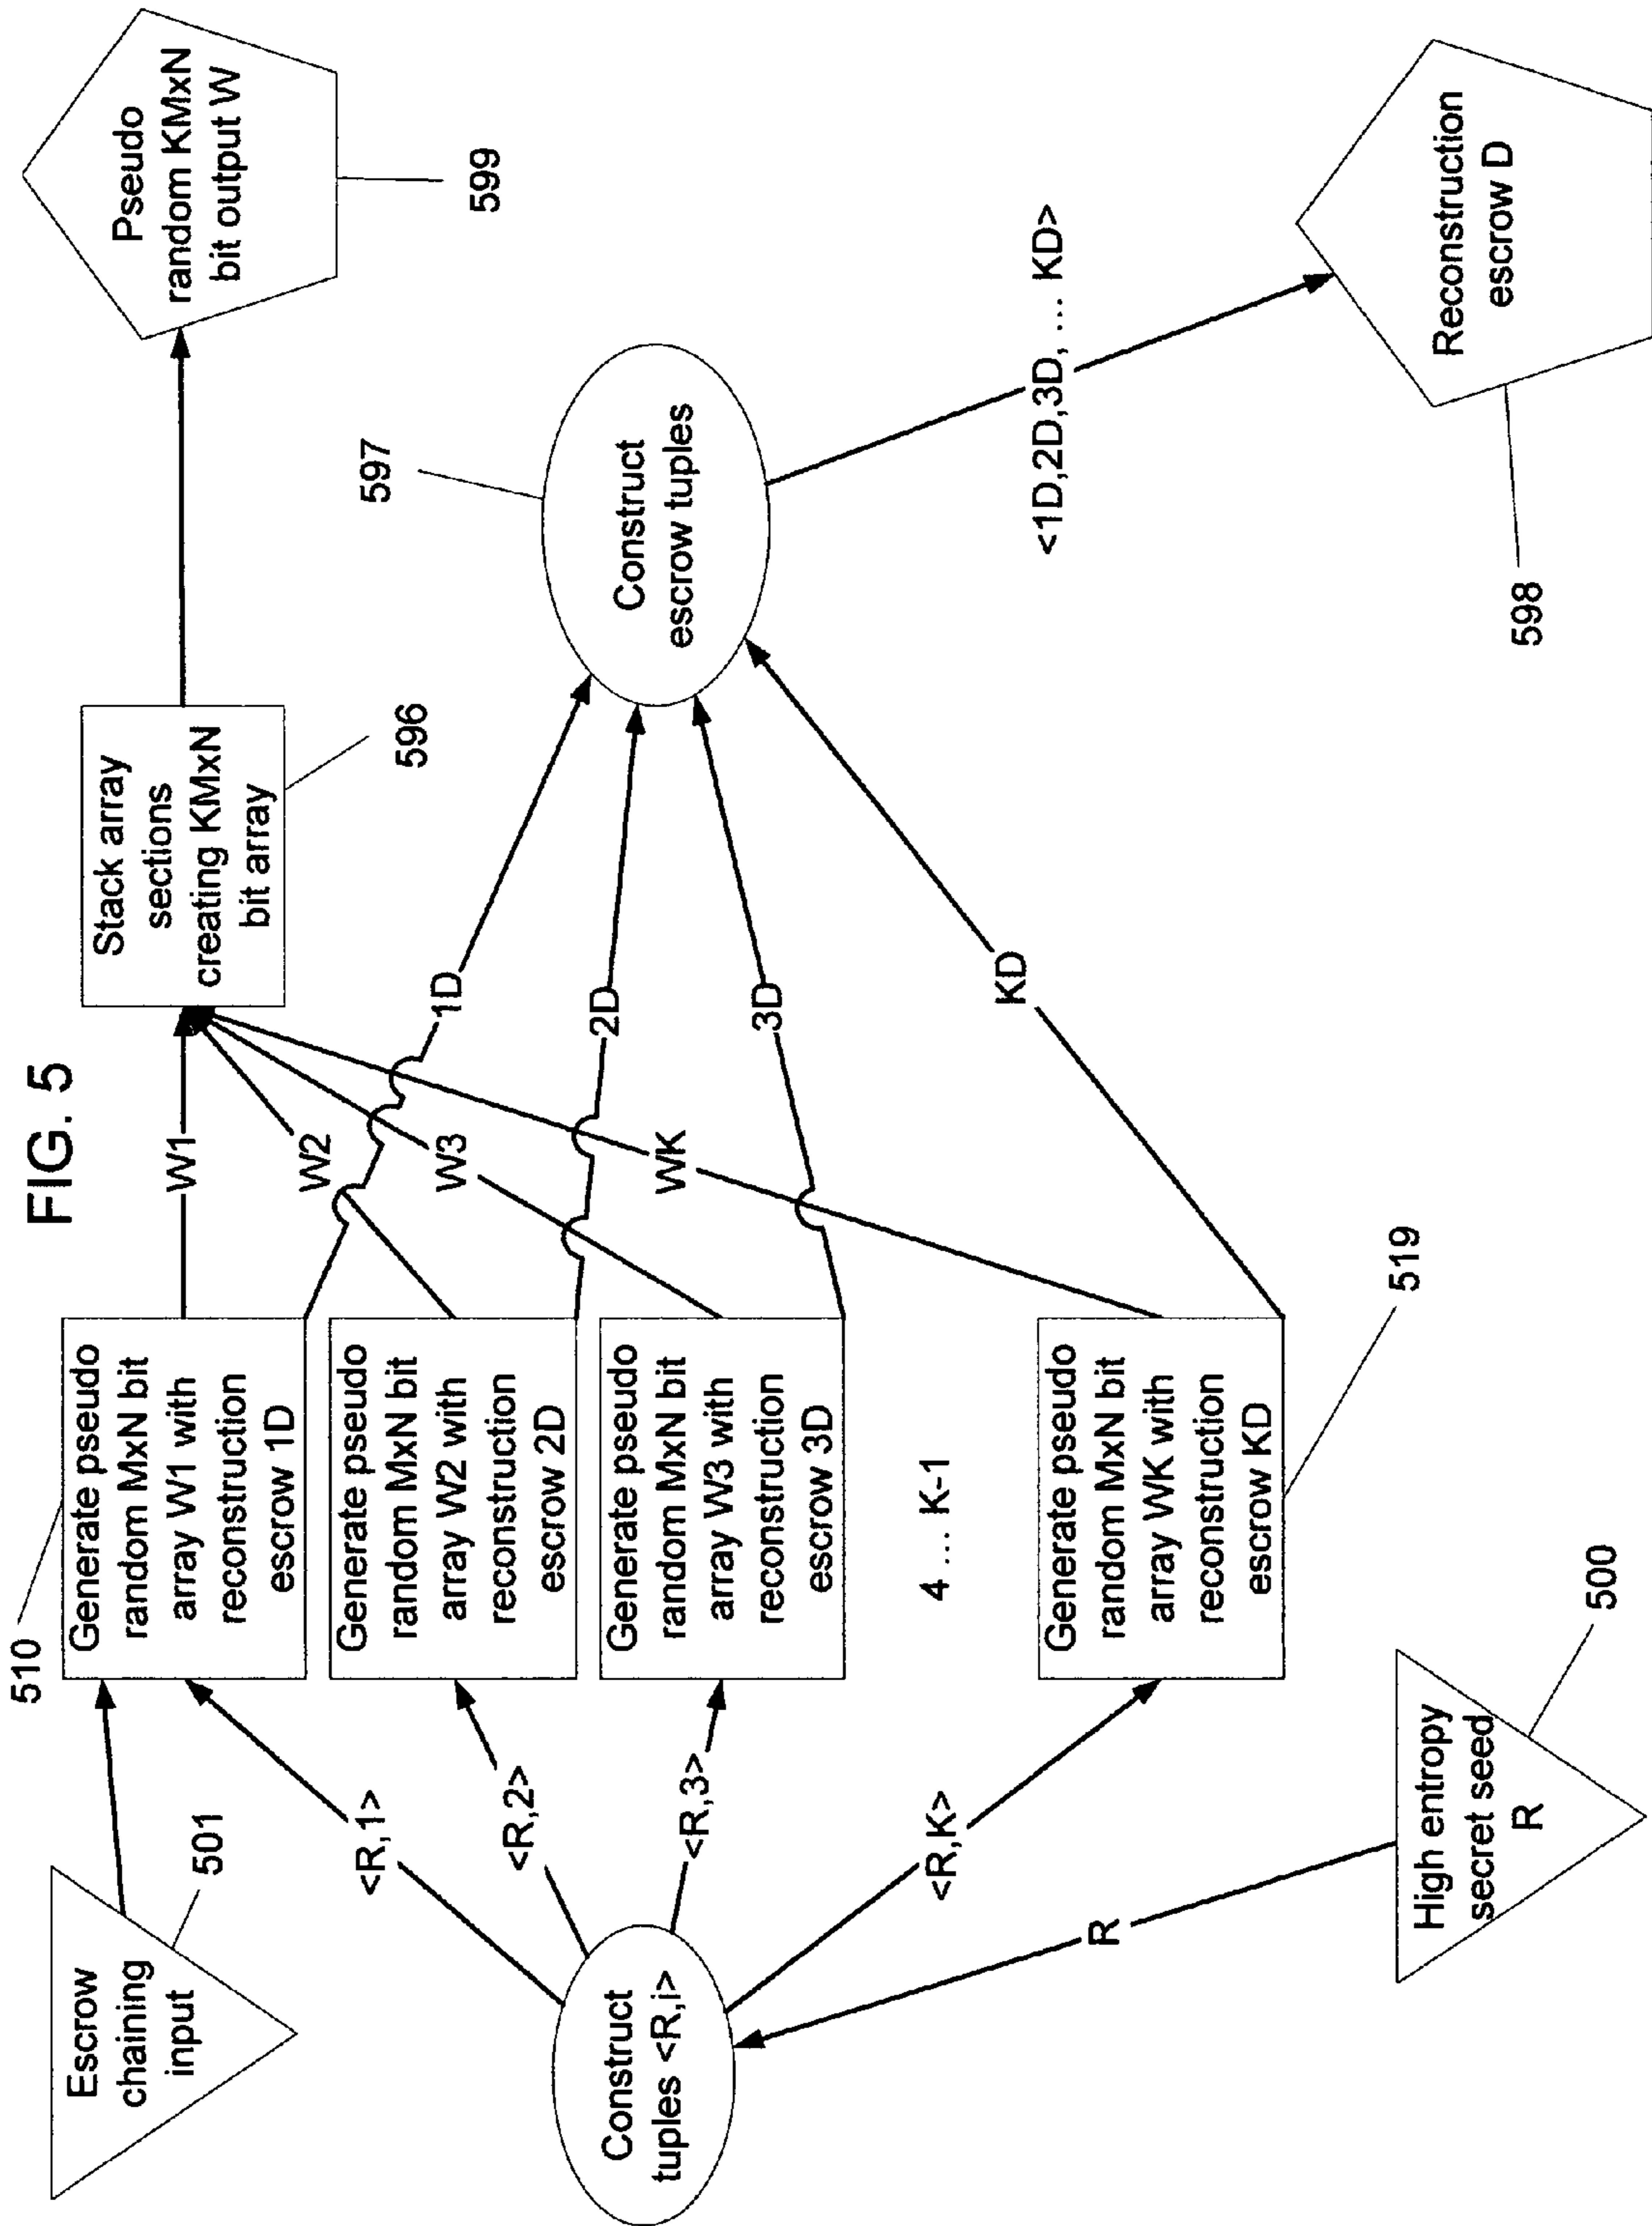 FIG. 5
Escrow
chaining
input
501
510
Generate pseudo
random MxN bit
array W1 with
reconstruction
escrow 1D
W1
Stack array
sections
creating KMxN
bit array
596
Pseudo
random KMxN
bit output W
599
<R,1>
Generate pseudo
random MxN bit
array W2 with
reconstruction
escrow 2D
W2
1D
Construct
tuples <R,i>
<R,2>
Generate pseudo
random MxN bit
array W3 with
reconstruction
escrow 3D
W3
2D
Construct
escrow tuples
597
<R,3>
4 ... K-1
WK
3D
<R,K>
Generate pseudo
random MxN bit
array WK with
reconstruction
escrow KD
519
KD
<1D,2D,3D, ... KD>
R
High entropy
secret seed
R
500
Reconstruction
escrow D
598